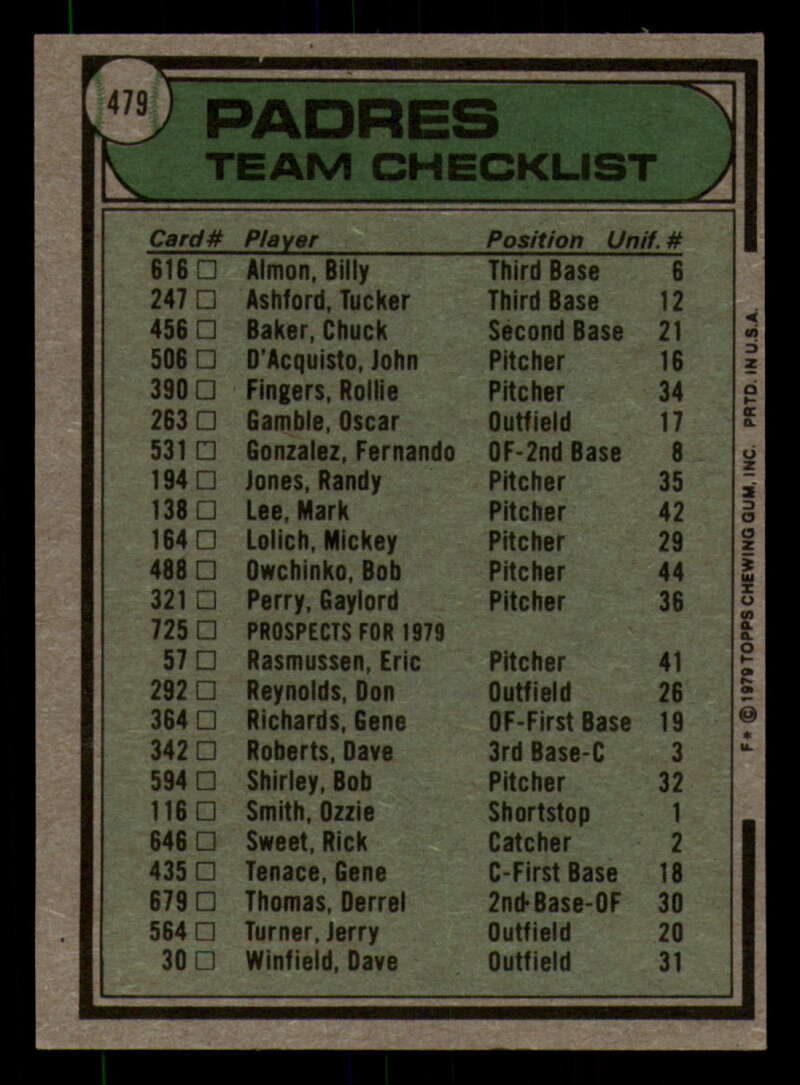 479
PADRES
TEAM CHECKLIST
Card# Player Position Unif. #
616 □ Almon, Billy Third Base 6
247 □ Ashford, Tucker Third Base 12
456 □ Baker, Chuck Second Base 21
506 □ D'Acquisto, John Pitcher 16
390 □ Fingers, Rollie Pitcher 34
263 □ Gamble, Oscar Outfield 17
531 □ Gonzalez, Fernando OF-2nd Base 8
194 □ Jones, Randy Pitcher 35
138 □ Lee, Mark Pitcher 42
164 □ Lolich, Mickey Pitcher 29
488 □ Owchinko, Bob Pitcher 44
321 □ Perry, Gaylord Pitcher 36
725 □ PROSPECTS FOR 1979
57 □ Rasmussen, Eric Pitcher 41
292 □ Reynolds, Don Outfield 26
364 □ Richards, Gene OF-First Base 19
342 □ Roberts, Dave 3rd Base-C 3
594 □ Shirley, Bob Pitcher 32
116 □ Smith, Ozzie Shortstop 1
646 □ Sweet, Rick Catcher 2
435 □ Tenace, Gene C-First Base 18
679 □ Thomas, Derrel 2nd-Base-OF 30
564 □ Turner, Jerry Outfield 20
30 □ Winfield, Dave Outfield 31
F* © 1979 TOPPS CHEWING GUM, INC. PRTD. IN U.S.A.